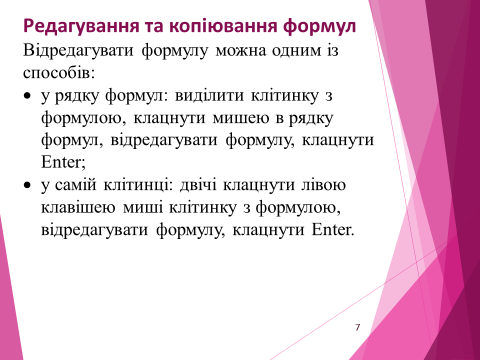 Редагування та копіювання формул
Відредагувати формулу можна одним із
способів:
• у рядку формул: виділити клітинку з
формулою, клацнути мишею в рядку
формул, відредагувати формулу, клацнути
Enter;
• у самій клітинці: двічі клацнути лівою
клавішею миші клітинку з формулою,
відредагувати формулу, клацнути Enter.
7